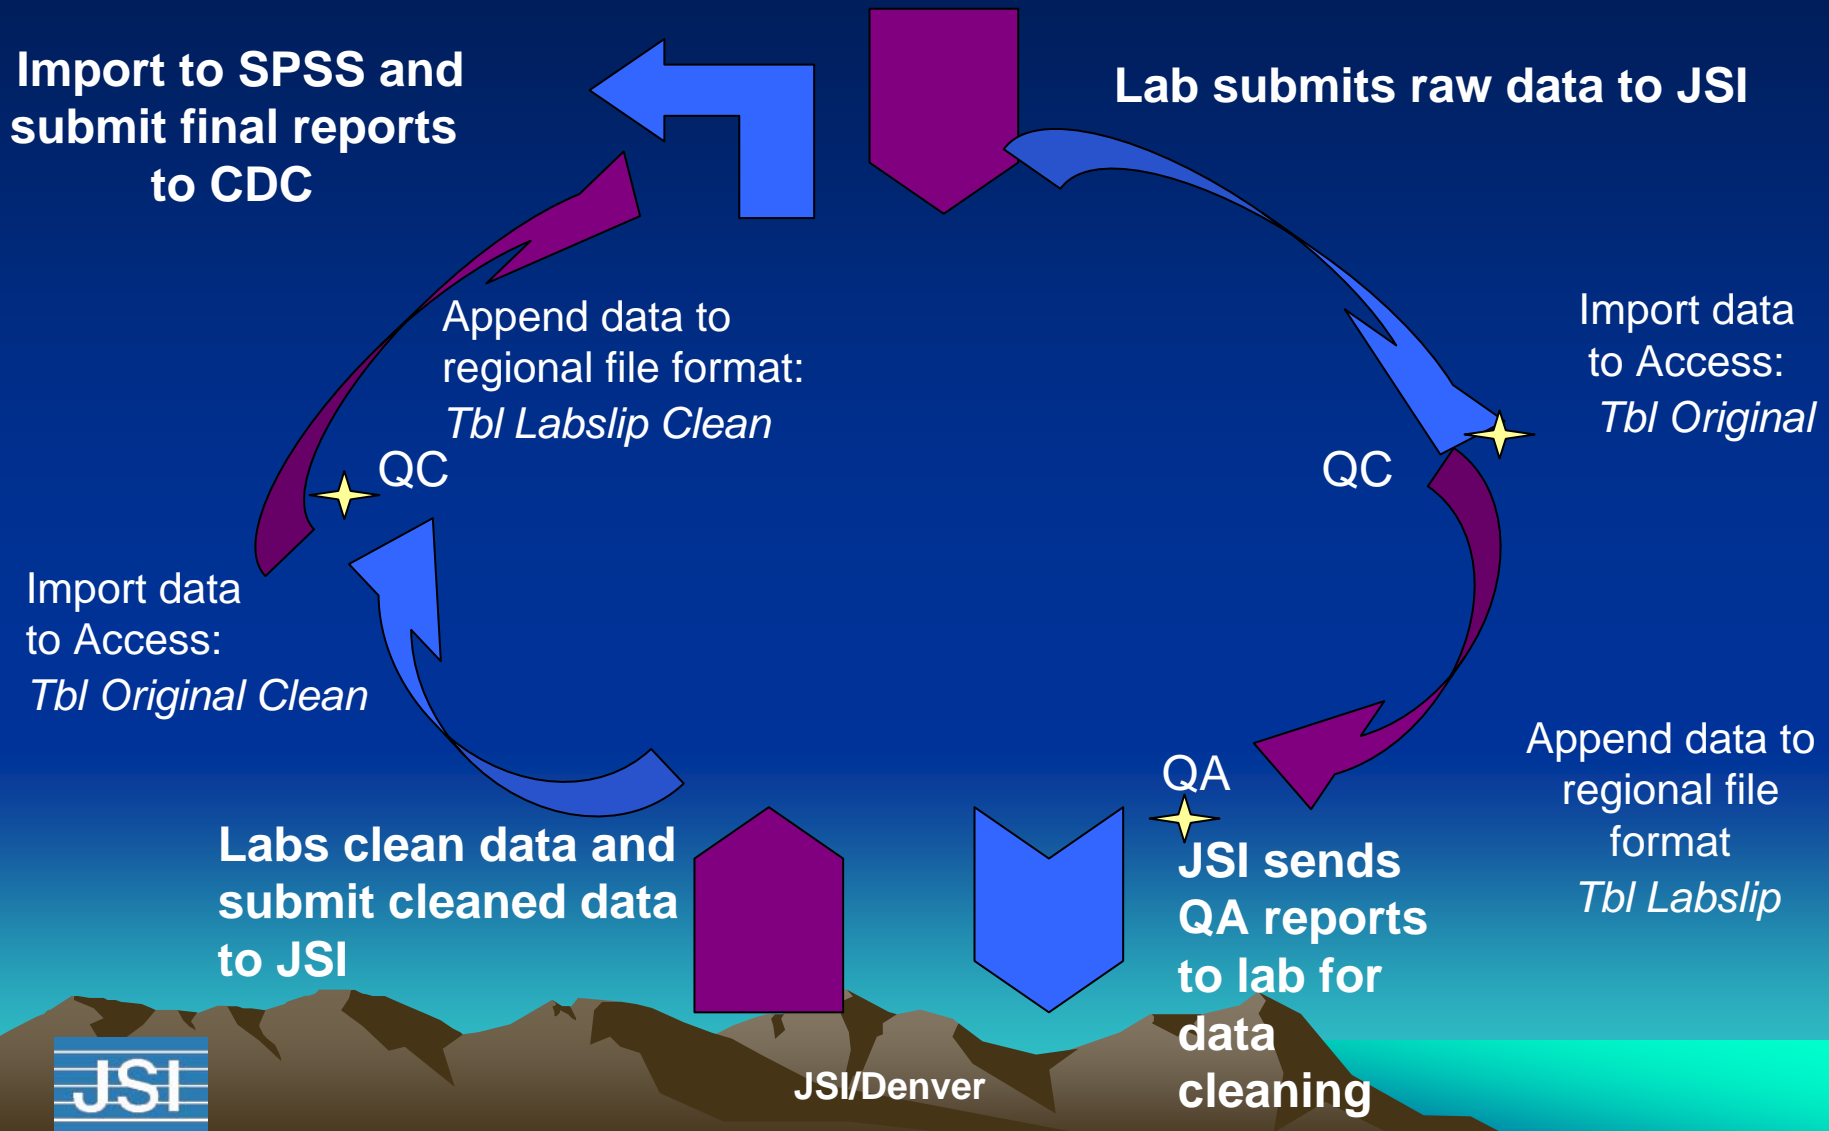 Import to SPSS and
submit final reports
to CDC
Lab submits raw data to JSI
Import data
to Access:
Tbl Original
QC
Append data to
regional file
format
Tbl Labslip
QA
JSI sends
QA reports
to lab for
data
cleaning
Labs clean data and
submit cleaned data
to JSI
Import data
to Access:
Tbl Original Clean
QC
Append data to
regional file format:
Tbl Labslip Clean
JSI
JSI/Denver